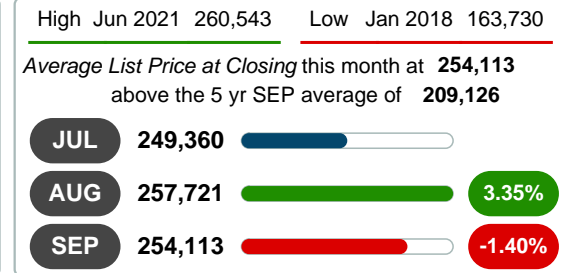 High Jun 2021 260,543 Low Jan 2018 163,730
Average List Price at Closing this month at 254,113
above the 5 yr SEP average of 209,126
JUL 249,360
AUG 257,721 3.35%
SEP 254,113 -1.40%